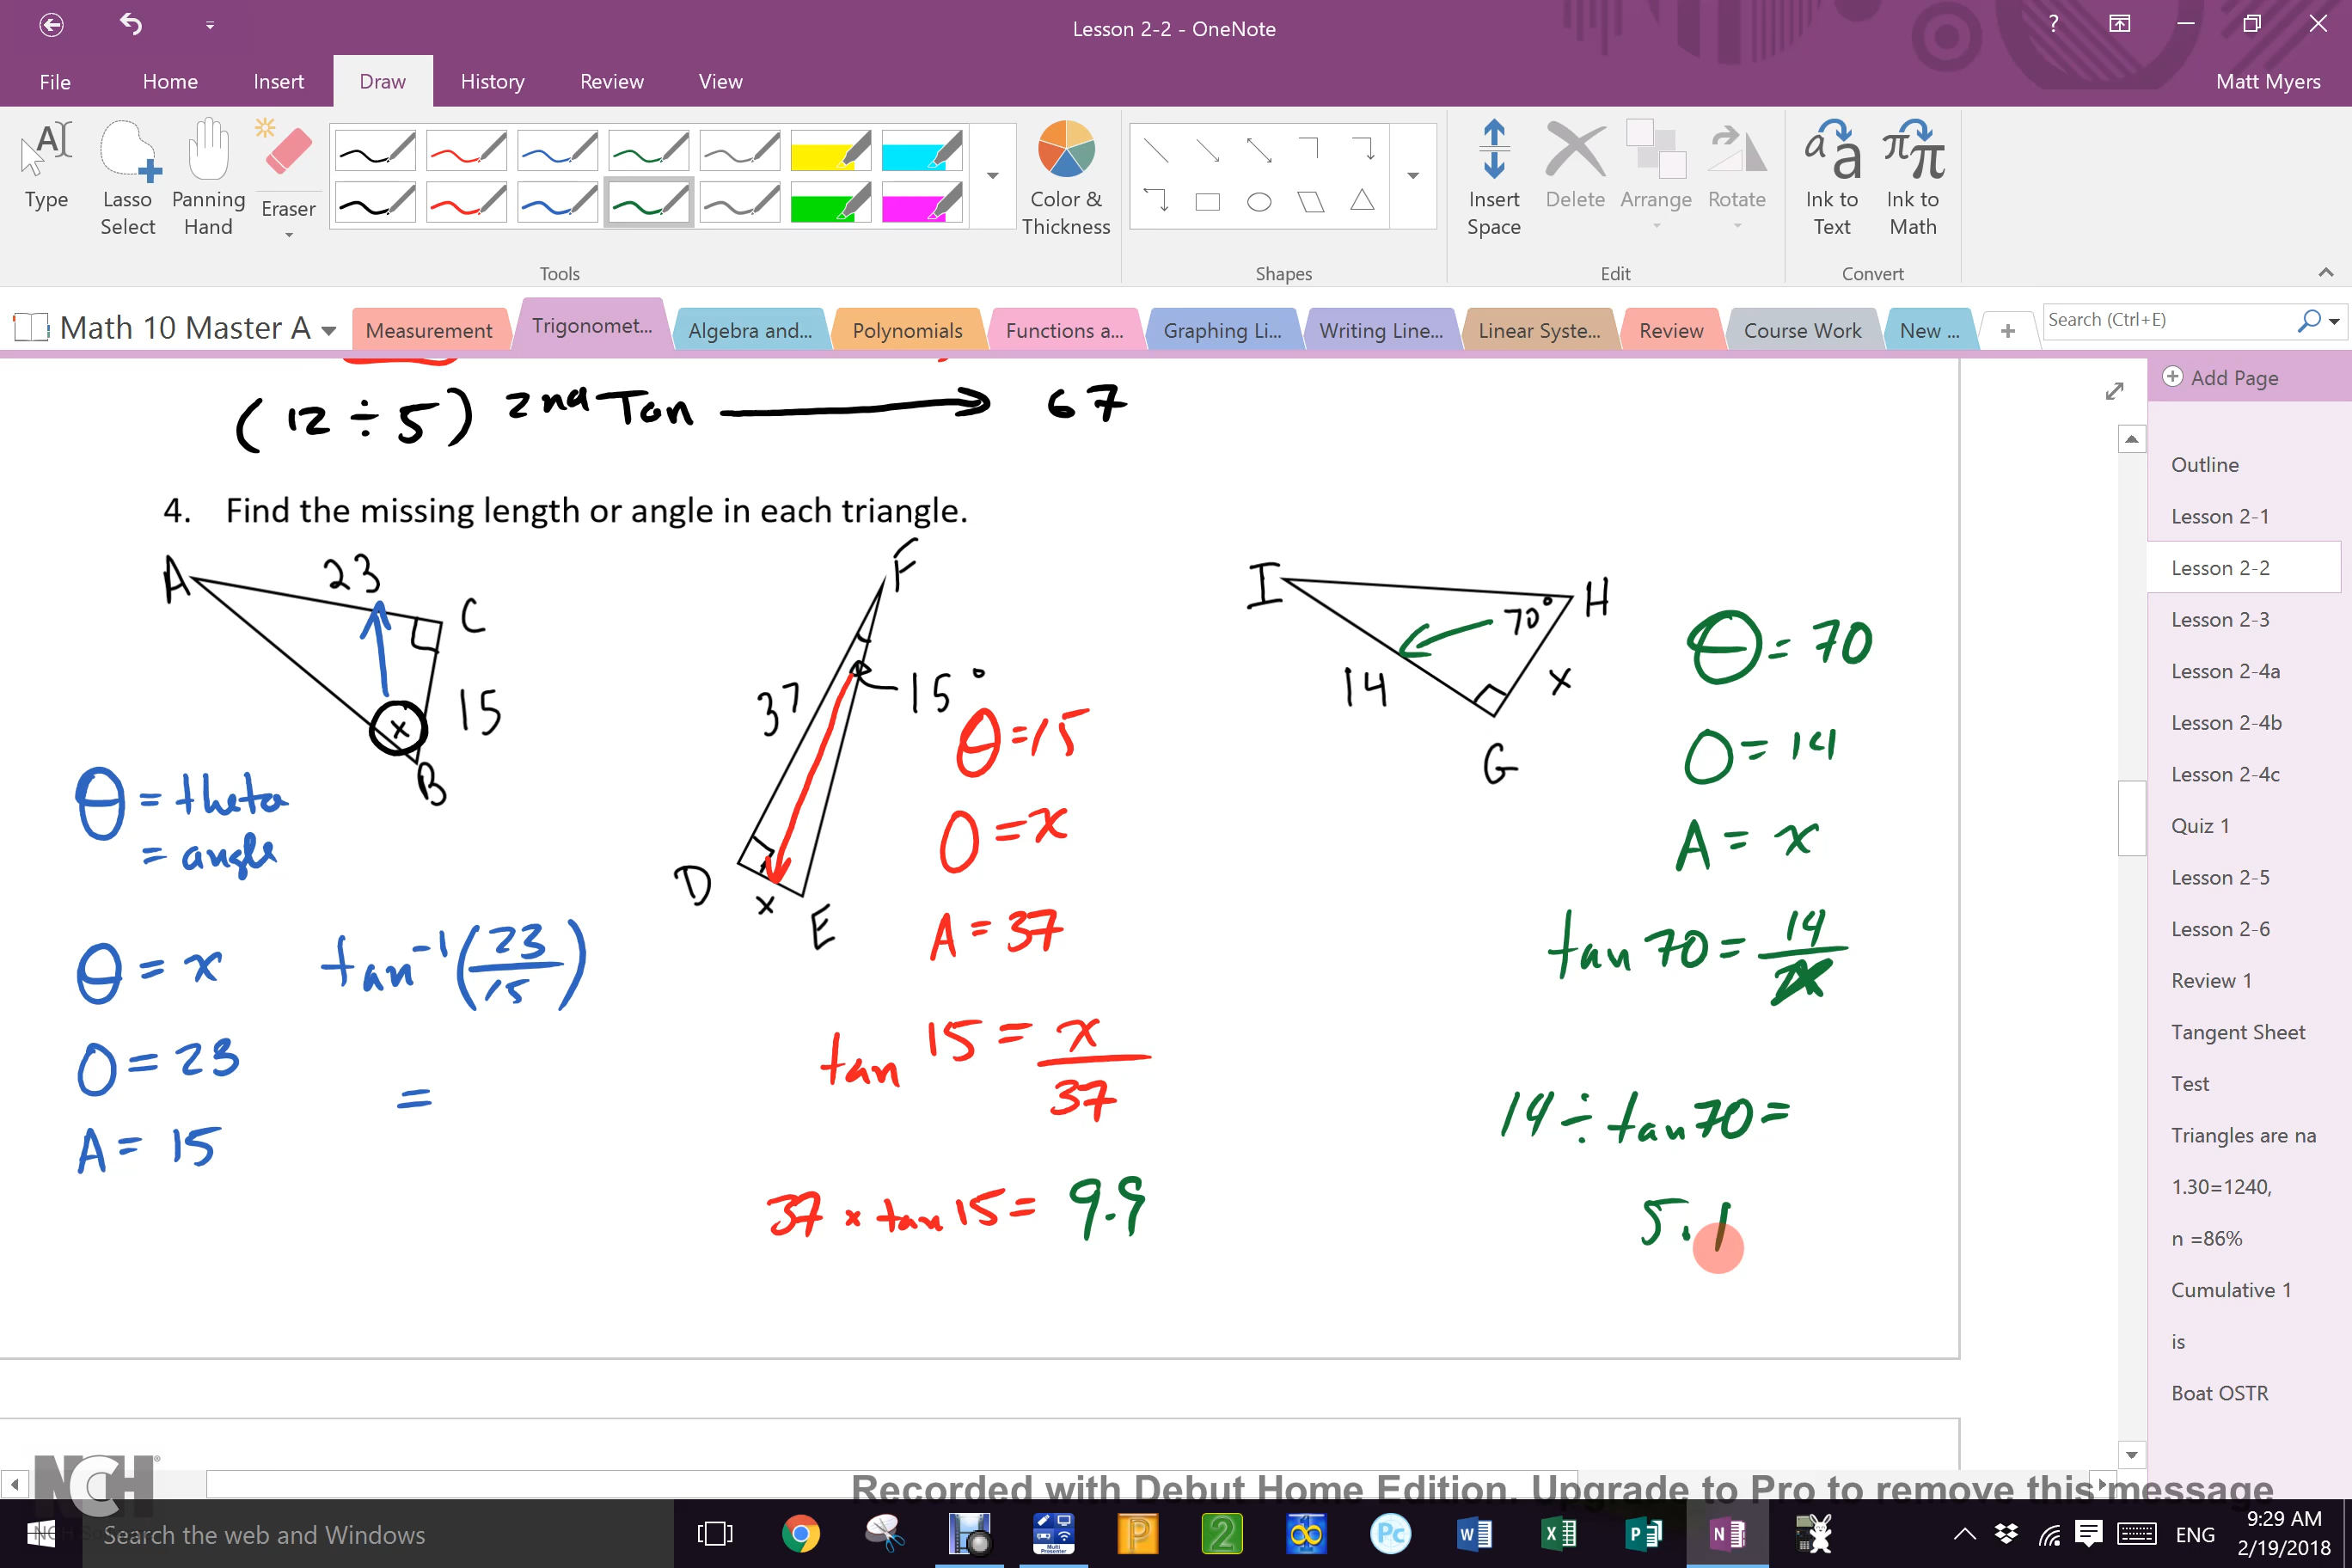 Lesson 2-2 - OneNote
?
File Home Insert Draw History Review View Matt Myers
Type
Lasso Select
Panning Hand
Eraser
Color & Thickness
Insert Space
Delete
Arrange
Rotate
Ink to Text
Ink to Math
Tools Shapes Edit Convert
Math 10 Master A Measurement Trigonomet... Algebra and... Polynomials Functions a... Graphing Li... Writing Line... Linear Syste... Review Course Work New ... + Search (Ctrl+E)
Add Page
Outline
Lesson 2-1
Lesson 2-2
Lesson 2-3
Lesson 2-4a
Lesson 2-4b
Lesson 2-4c
Quiz 1
Lesson 2-5
Lesson 2-6
Review 1
Tangent Sheet
Test
Triangles are na
1.30=1240,
n =86%
Cumulative 1
is
Boat OSTR
(12 ÷ 5) 2nd Tan → 67
4. Find the missing length or angle in each triangle.
A 23 C
15
x
B
θ = theta
= angle
θ = x
O = 23
A = 15
tan⁻¹(23/15)
=
F
37
15°
D x E
θ = 15
O = x
A = 37
tan 15 = x/37
37 × tan 15 = 9.9
I 70° H
14 x
G
θ = 70
O = 14
A = x
tan 70 = 14/x
14 ÷ tan 70 =
5.1
NCH
Recorded with Debut Home Edition. Upgrade to Pro to remove this message
Search the web and Windows
ENG
9:29 AM
2/19/2018